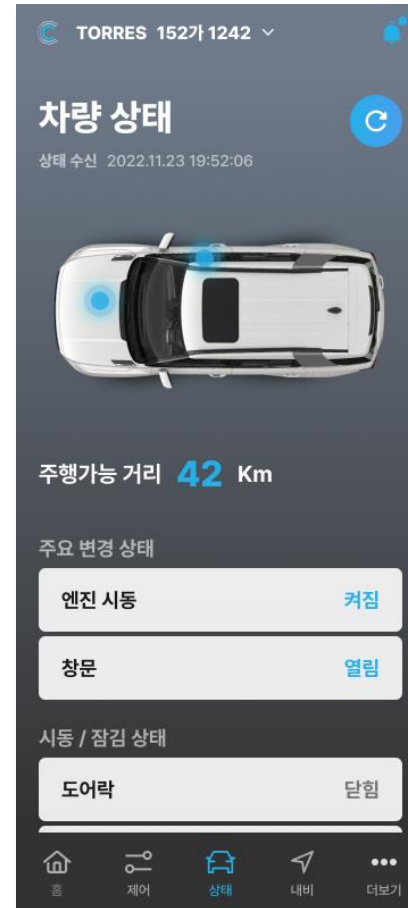 TORRES 152가 1242
차량 상태
상태 수신 2022.11.23 19:52:06
주행가능 거리 42 Km
주요 변경 상태
엔진 시동 켜짐
창문 열림
시동 / 잠김 상태
도어락 닫힘
홈 제어 상태 내비 더보기